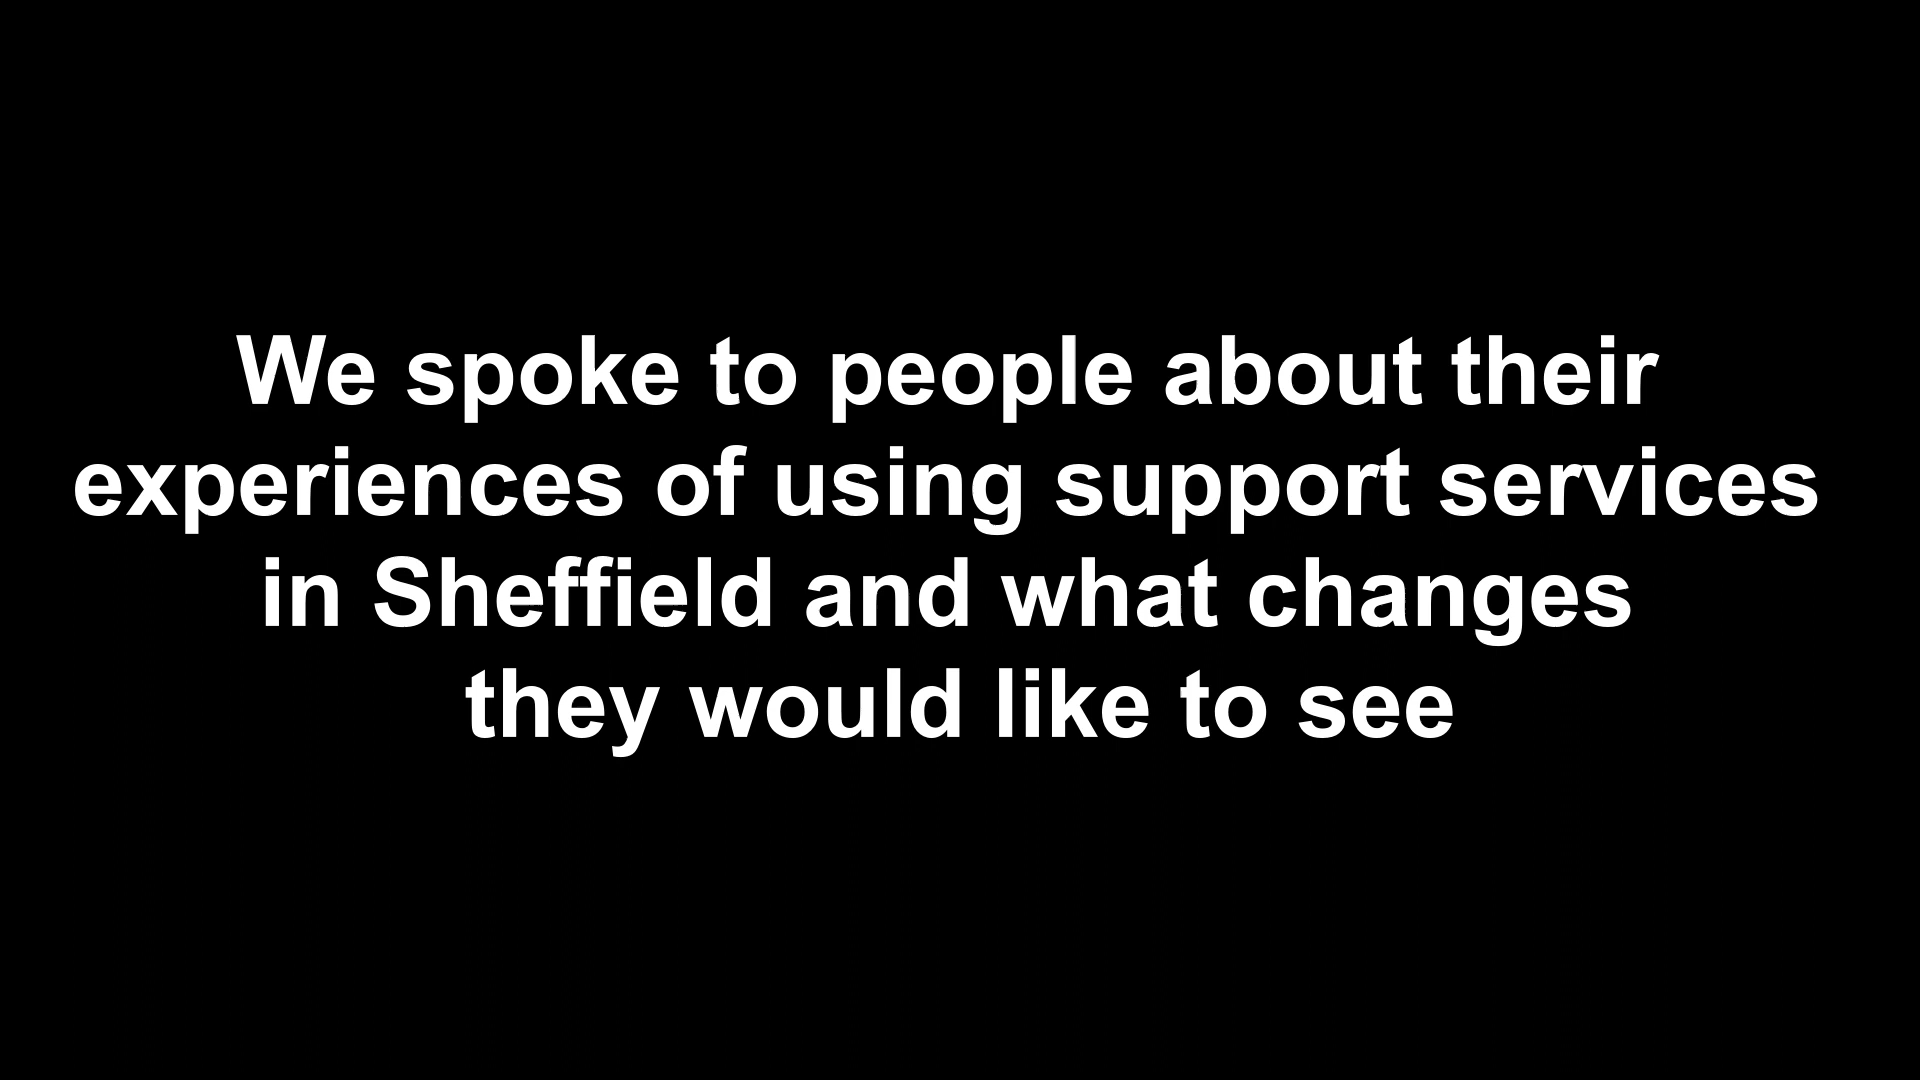 We spoke to people about their
experiences of using support services
in Sheffield and what changes
they would like to see